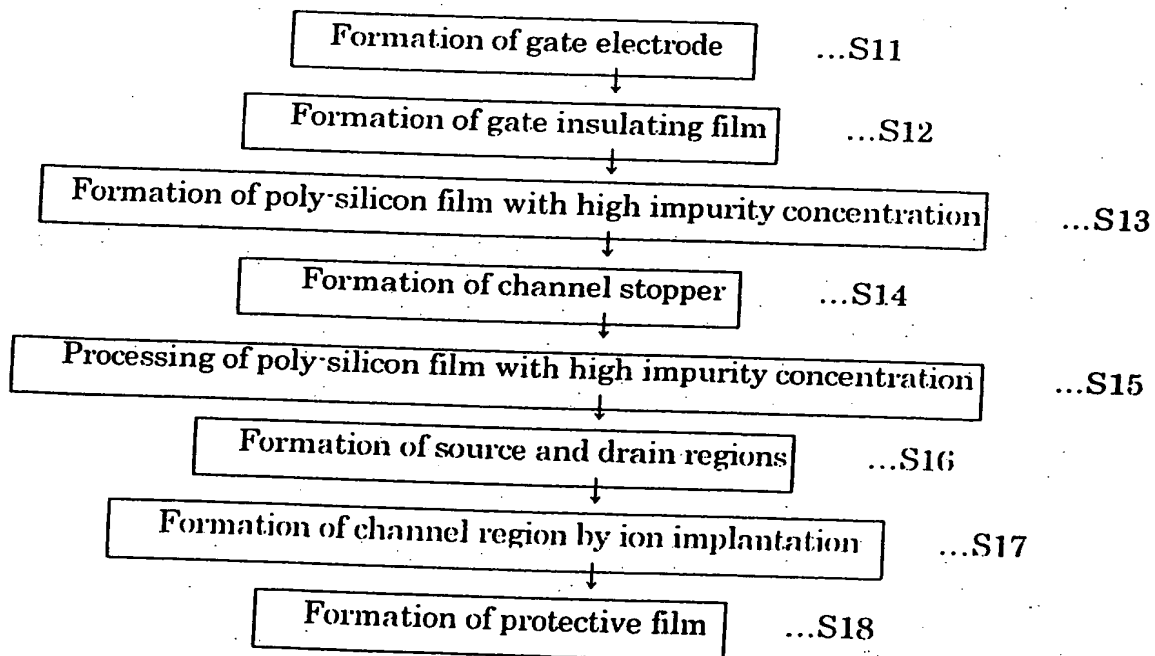 Formation of gate electrode ...S11
Formation of gate insulating film ...S12
Formation of poly-silicon film with high impurity concentration ...S13
Formation of channel stopper ...S14
Processing of poly-silicon film with high impurity concentration ...S15
Formation of source and drain regions ...S16
Formation of channel region by ion implantation ...S17
Formation of protective film ...S18